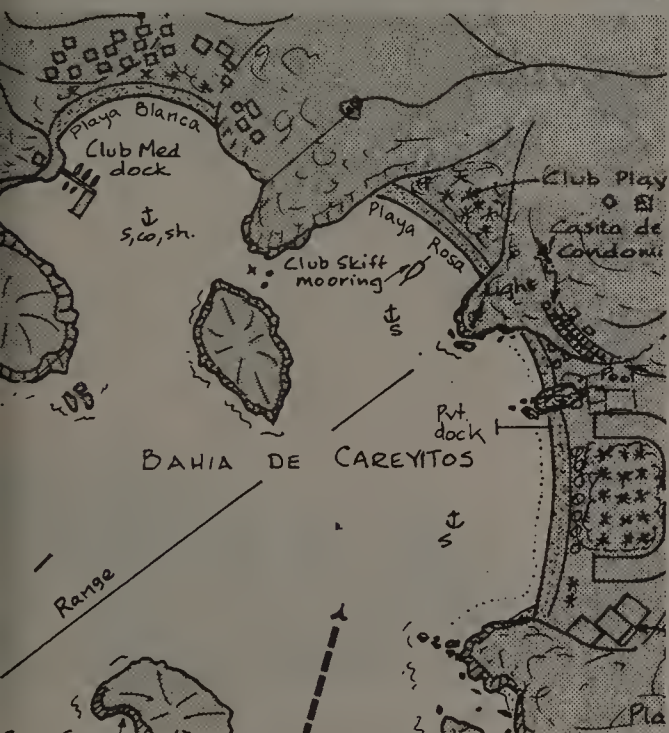 Playa Blanca
Club Med
dock
s, co, sh.
Club Play
Casita de
Condomi
Playa Rosa
Club Skiff
mooring
Light
s
Pvt.
dock
BAHIA DE CAREYITOS
s
Range
Pla